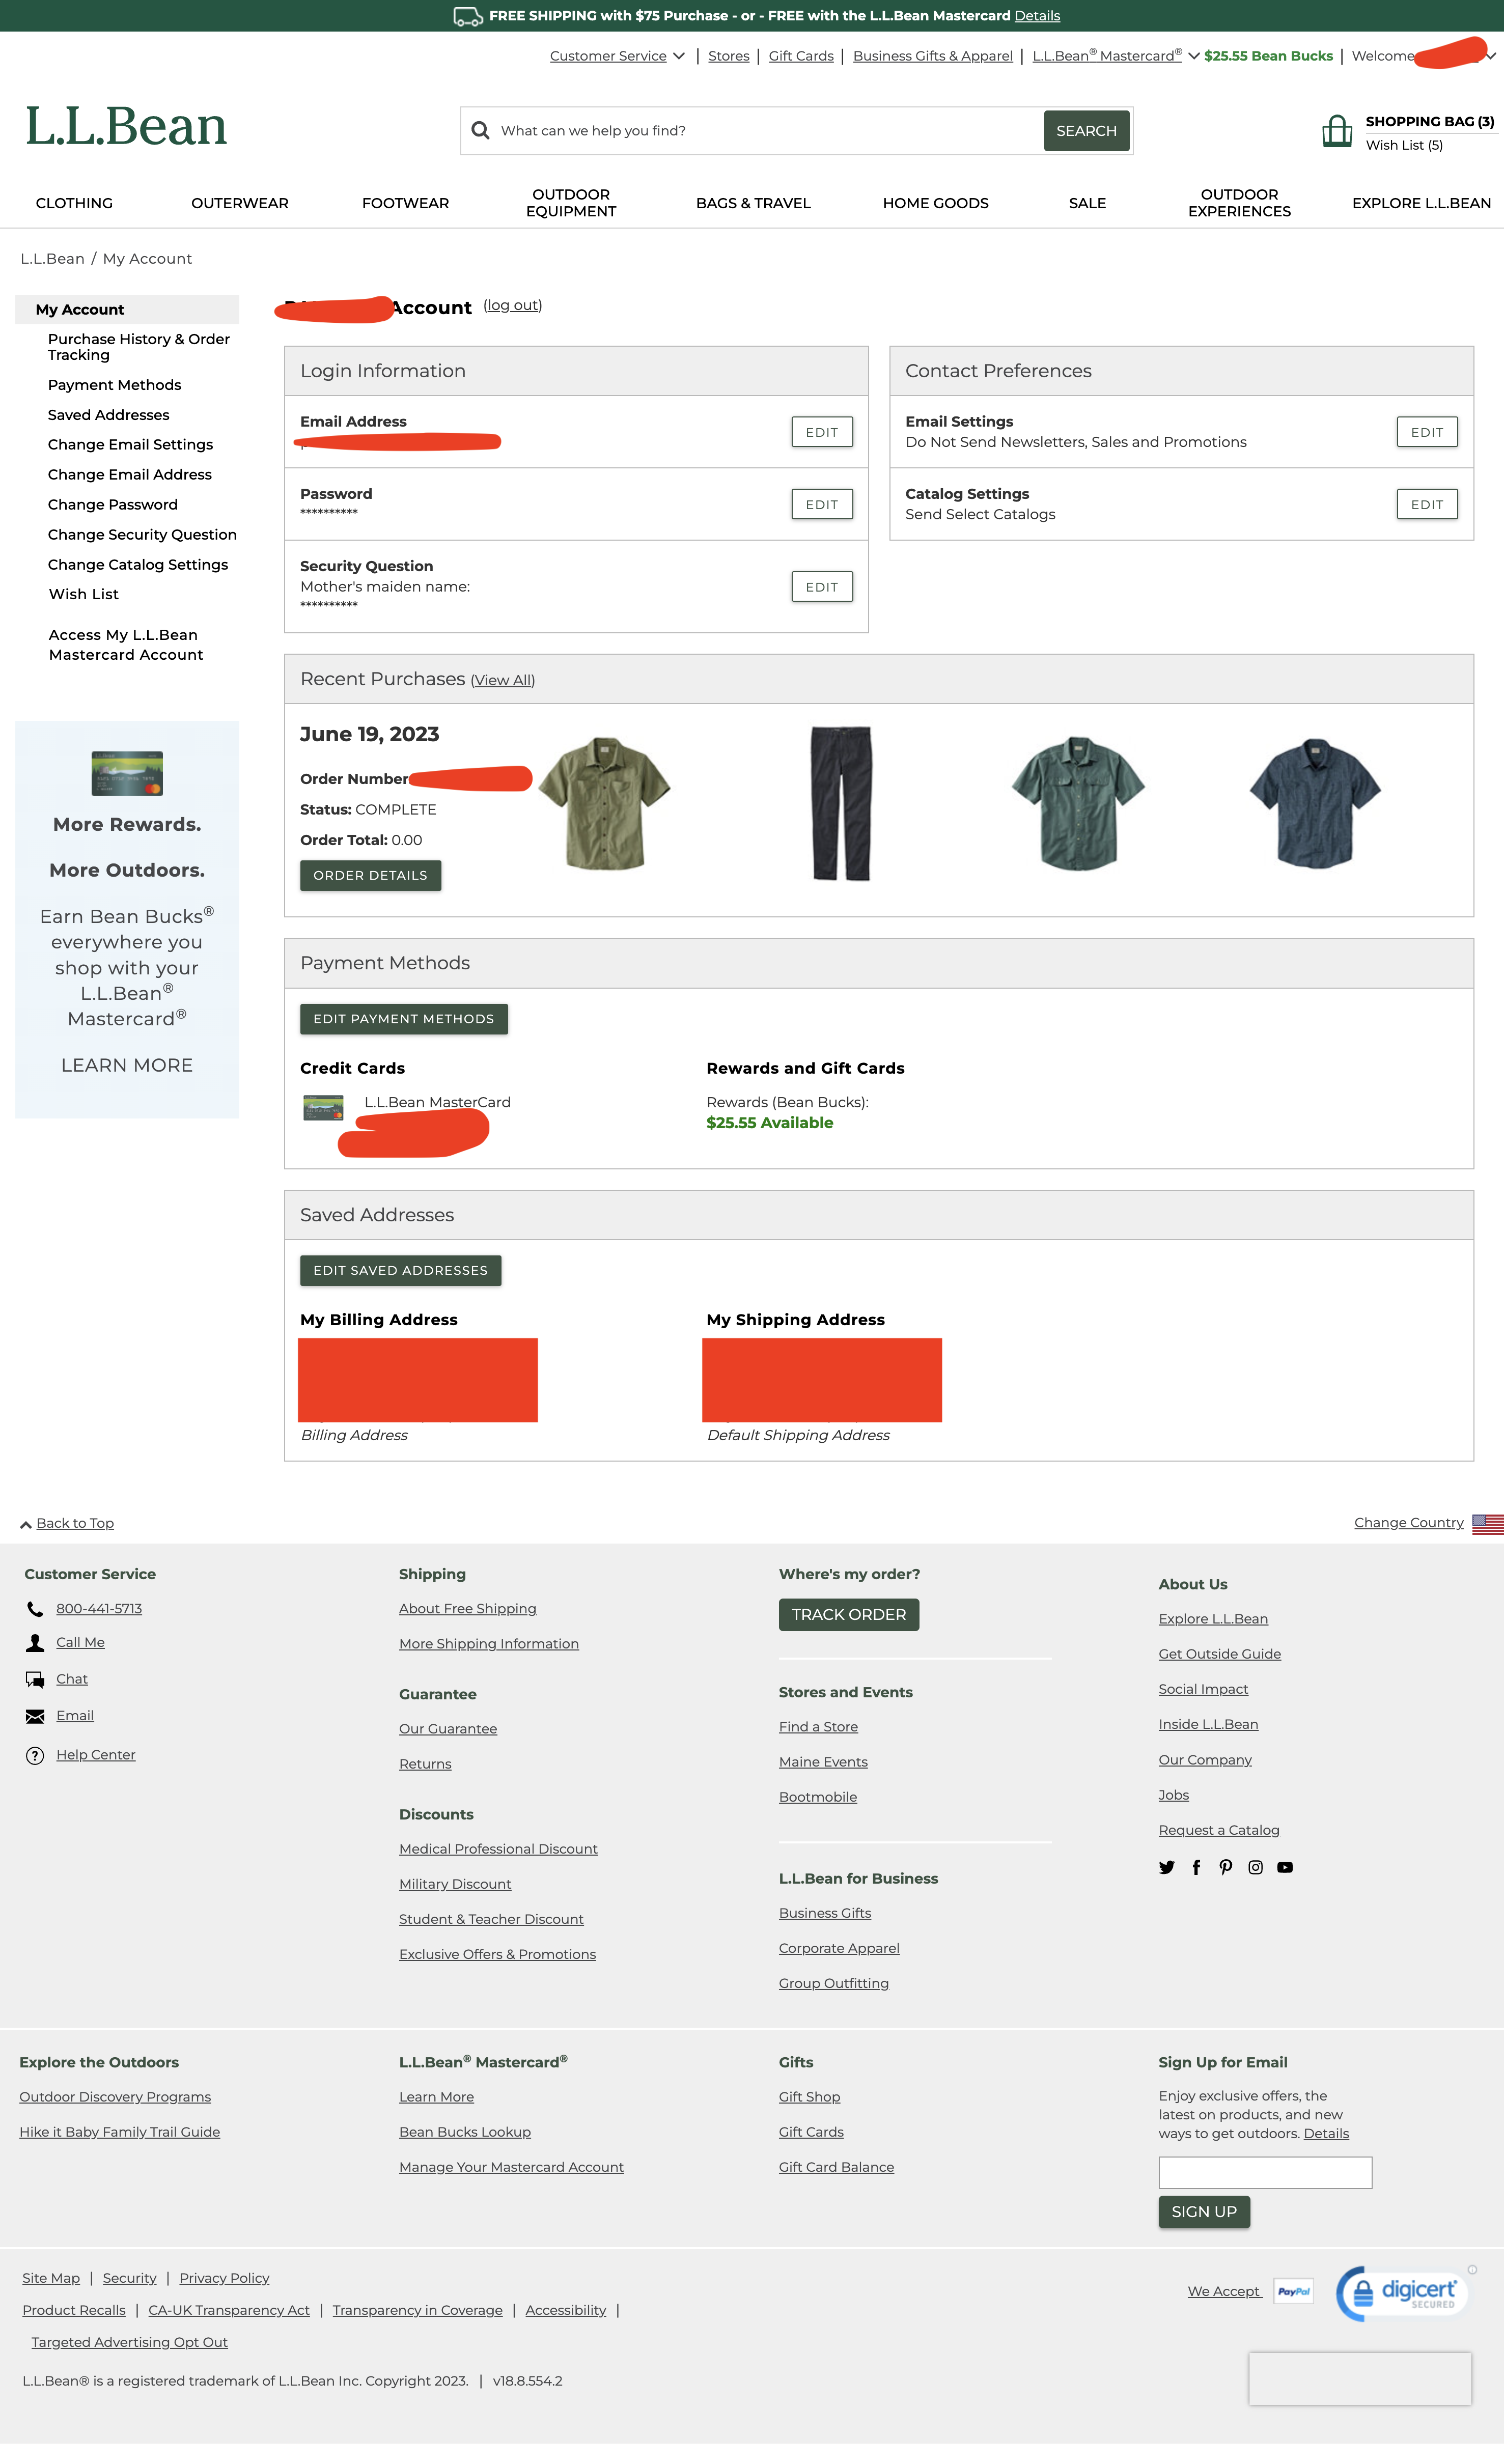 FREE SHIPPING with $75 Purchase - or - FREE with the L.L.Bean Mastercard Details
Customer Service | Stores | Gift Cards | Business Gifts & Apparel | L.L.Bean® Mastercard® $25.55 Bean Bucks | Welcome
L.L.Bean
What can we help you find?
SEARCH
SHOPPING BAG (3)
Wish List (5)
CLOTHING
OUTERWEAR
FOOTWEAR
OUTDOOR
EQUIPMENT
BAGS & TRAVEL
HOME GOODS
SALE
OUTDOOR
EXPERIENCES
EXPLORE L.L.BEAN
L.L.Bean / My Account
My Account
Purchase History & Order
Tracking
Payment Methods
Saved Addresses
Change Email Settings
Change Email Address
Change Password
Change Security Question
Change Catalog Settings
Wish List
Access My L.L.Bean
Mastercard Account
More Rewards.
More Outdoors.
Earn Bean Bucks®
everywhere you
shop with your
L.L.Bean®
Mastercard®
LEARN MORE
Account (log out)
Login Information
Email Address
EDIT
Password
**********
EDIT
Security Question
Mother's maiden name:
**********
EDIT
Contact Preferences
Email Settings
Do Not Send Newsletters, Sales and Promotions
EDIT
Catalog Settings
Send Select Catalogs
EDIT
Recent Purchases (View All)
June 19, 2023
Order Number
Status: COMPLETE
Order Total: 0.00
ORDER DETAILS
Payment Methods
EDIT PAYMENT METHODS
Credit Cards
L.L.Bean MasterCard
Rewards and Gift Cards
Rewards (Bean Bucks):
$25.55 Available
Saved Addresses
EDIT SAVED ADDRESSES
My Billing Address
Billing Address
My Shipping Address
Default Shipping Address
Back to Top
Change Country
Customer Service
800-441-5713
Call Me
Chat
Email
Help Center
Shipping
About Free Shipping
More Shipping Information
Guarantee
Our Guarantee
Returns
Discounts
Medical Professional Discount
Military Discount
Student & Teacher Discount
Exclusive Offers & Promotions
Where's my order?
TRACK ORDER
Stores and Events
Find a Store
Maine Events
Bootmobile
L.L.Bean for Business
Business Gifts
Corporate Apparel
Group Outfitting
About Us
Explore L.L.Bean
Get Outside Guide
Social Impact
Inside L.L.Bean
Our Company
Jobs
Request a Catalog
Explore the Outdoors
Outdoor Discovery Programs
Hike it Baby Family Trail Guide
L.L.Bean® Mastercard®
Learn More
Bean Bucks Lookup
Manage Your Mastercard Account
Gifts
Gift Shop
Gift Cards
Gift Card Balance
Sign Up for Email
Enjoy exclusive offers, the
latest on products, and new
ways to get outdoors. Details
SIGN UP
Site Map | Security | Privacy Policy
Product Recalls | CA-UK Transparency Act | Transparency in Coverage | Accessibility |
Targeted Advertising Opt Out
L.L.Bean® is a registered trademark of L.L.Bean Inc. Copyright 2023. | v18.8.554.2
We Accept
PayPal
digicert®
SECURED